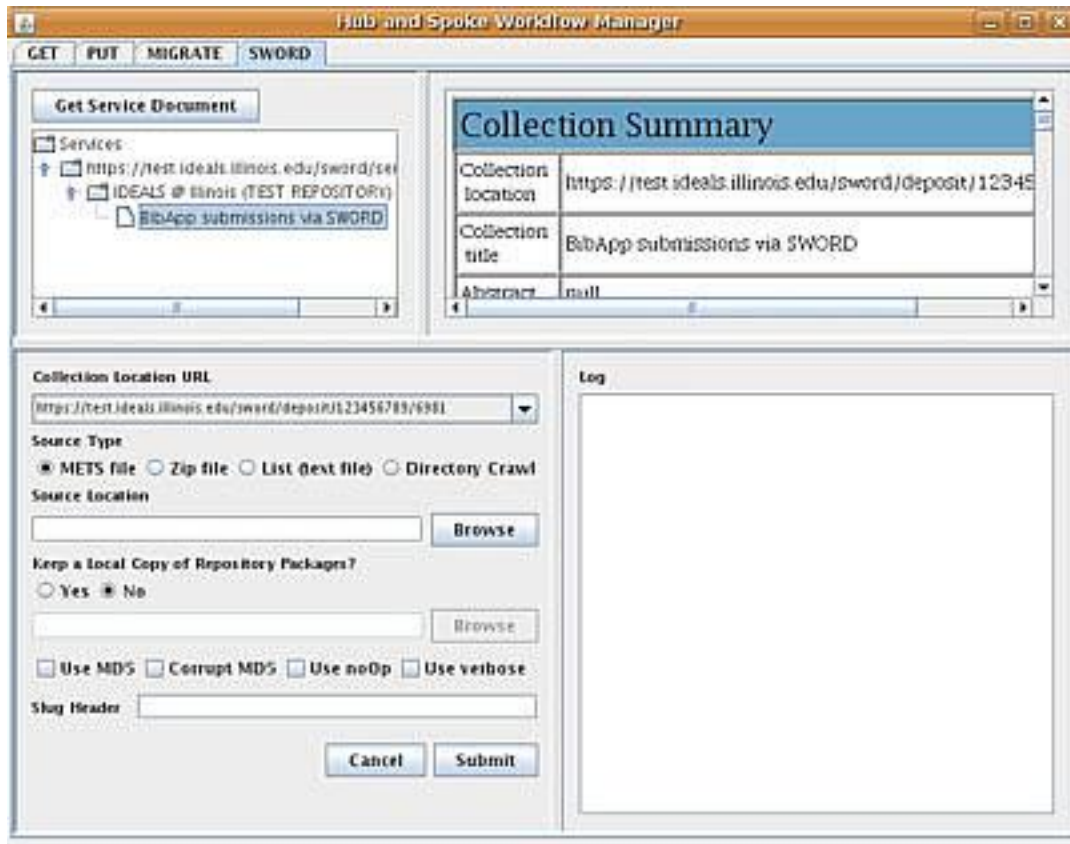 Hub and Spoke Workflow Manager
GET PUT MIGRATE SWORD
Get Service Document
Services
https://test.ideals.illinois.edu/sword/ser
IDEALS @ Illinois (TEST REPOSITORY)
BibApp submissions via SWORD
Collection Summary
Collection location
https://test.ideals.illinois.edu/sword/deposit/12345
Collection title
BibApp submissions via SWORD
Abstract null
Collection Location URL
https://test.ideals.illinois.edu/sword/deposit/123456789/6981
Source Type
METS file Zip file List (text file) Directory Crawl
Source Location
Browse
Keep a Local Copy of Repository Packages?
Yes No
Browse
Use MD5 Corrupt MD5 Use noOp Use verbose
Slug Header
Cancel Submit
Log